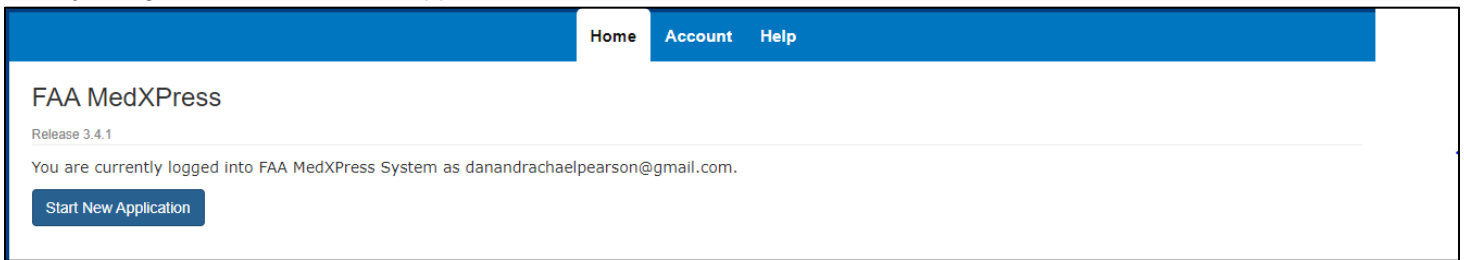 Home Account Help
FAA MedXPress
Release 3.4.1
You are currently logged into FAA MedXPress System as danandrachaelpearson@gmail.com.
Start New Application